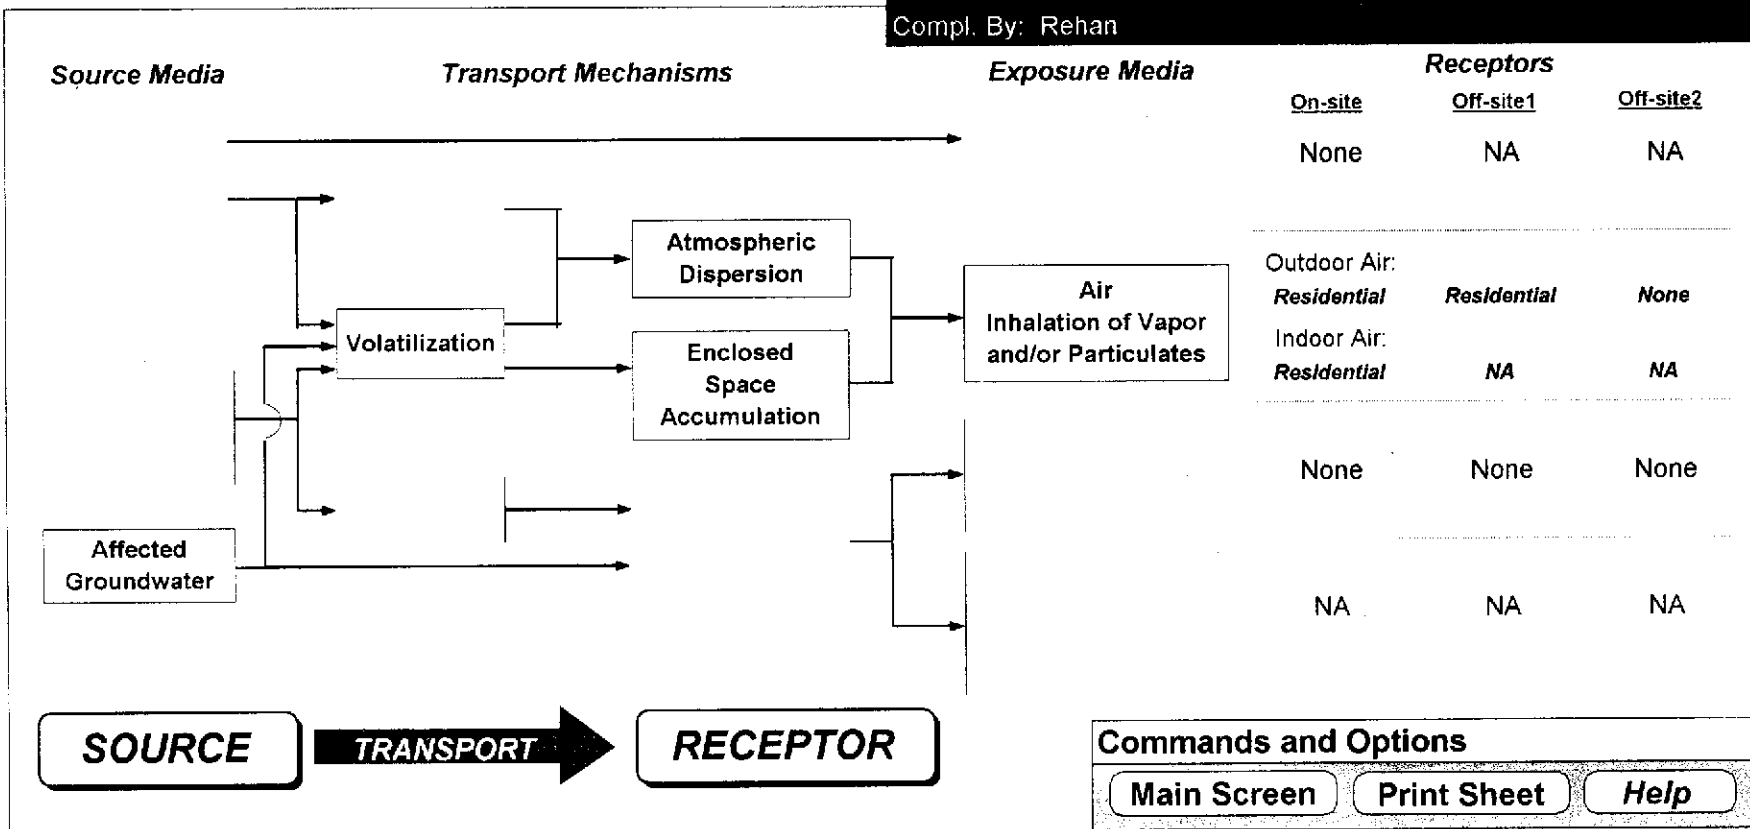 Compl. By: Rehan
Source Media
Transport Mechanisms
Exposure Media
Receptors
On-site
Off-site1
Off-site2
None
NA
NA
Atmospheric
Dispersion
Outdoor Air:
Residential
Residential
None
Air
Inhalation of Vapor
and/or Particulates
Volatilization
Indoor Air:
Residential
NA
NA
Enclosed
Space
Accumulation
None
None
None
Affected
Groundwater
NA
NA
NA
SOURCE
TRANSPORT
RECEPTOR
Commands and Options
Main Screen
Print Sheet
Help